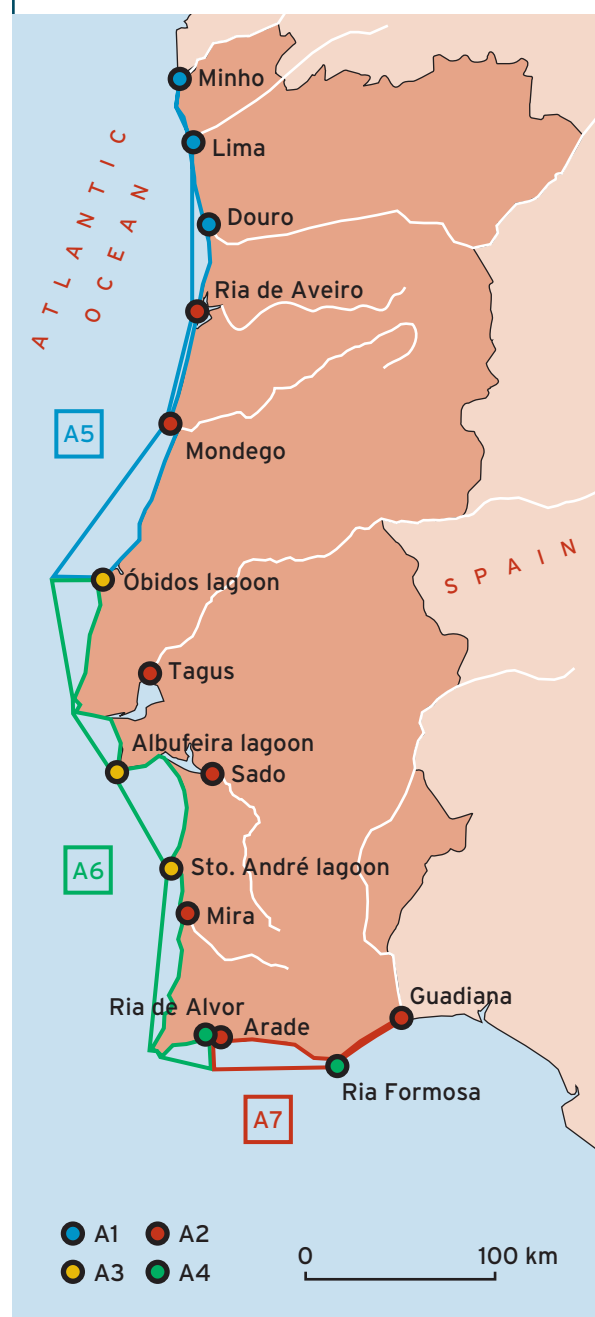 Minho
Lima
ATLANTIC
OCEAN
Douro
Ria de Aveiro
A5
Mondego
SPAIN
Óbidos lagoon
Tagus
Albufeira lagoon
Sado
A6
Sto. André lagoon
Mira
Guadiana
Ria de Alvor
Arade
Ria Formosa
A7
A1 A2
A3 A4
0 100 km